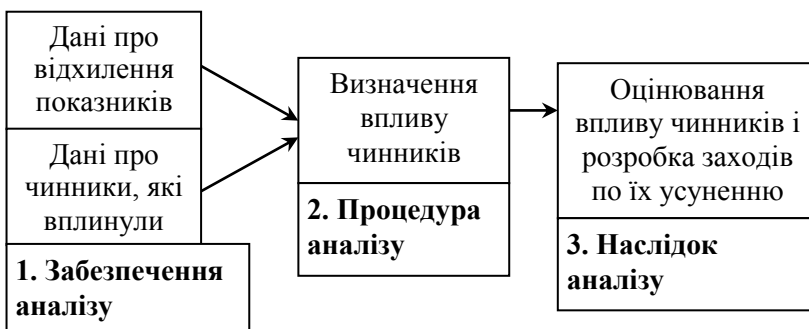 Дані про
відхилення
показників
Дані про
чинники, які
вплинули
1. Забезпечення
аналізу
Визначення
впливу
чинників
2. Процедура
аналізу
Оцінювання
впливу чинників і
розробка заходів
по їх усуненню
3. Наслідок
аналізу